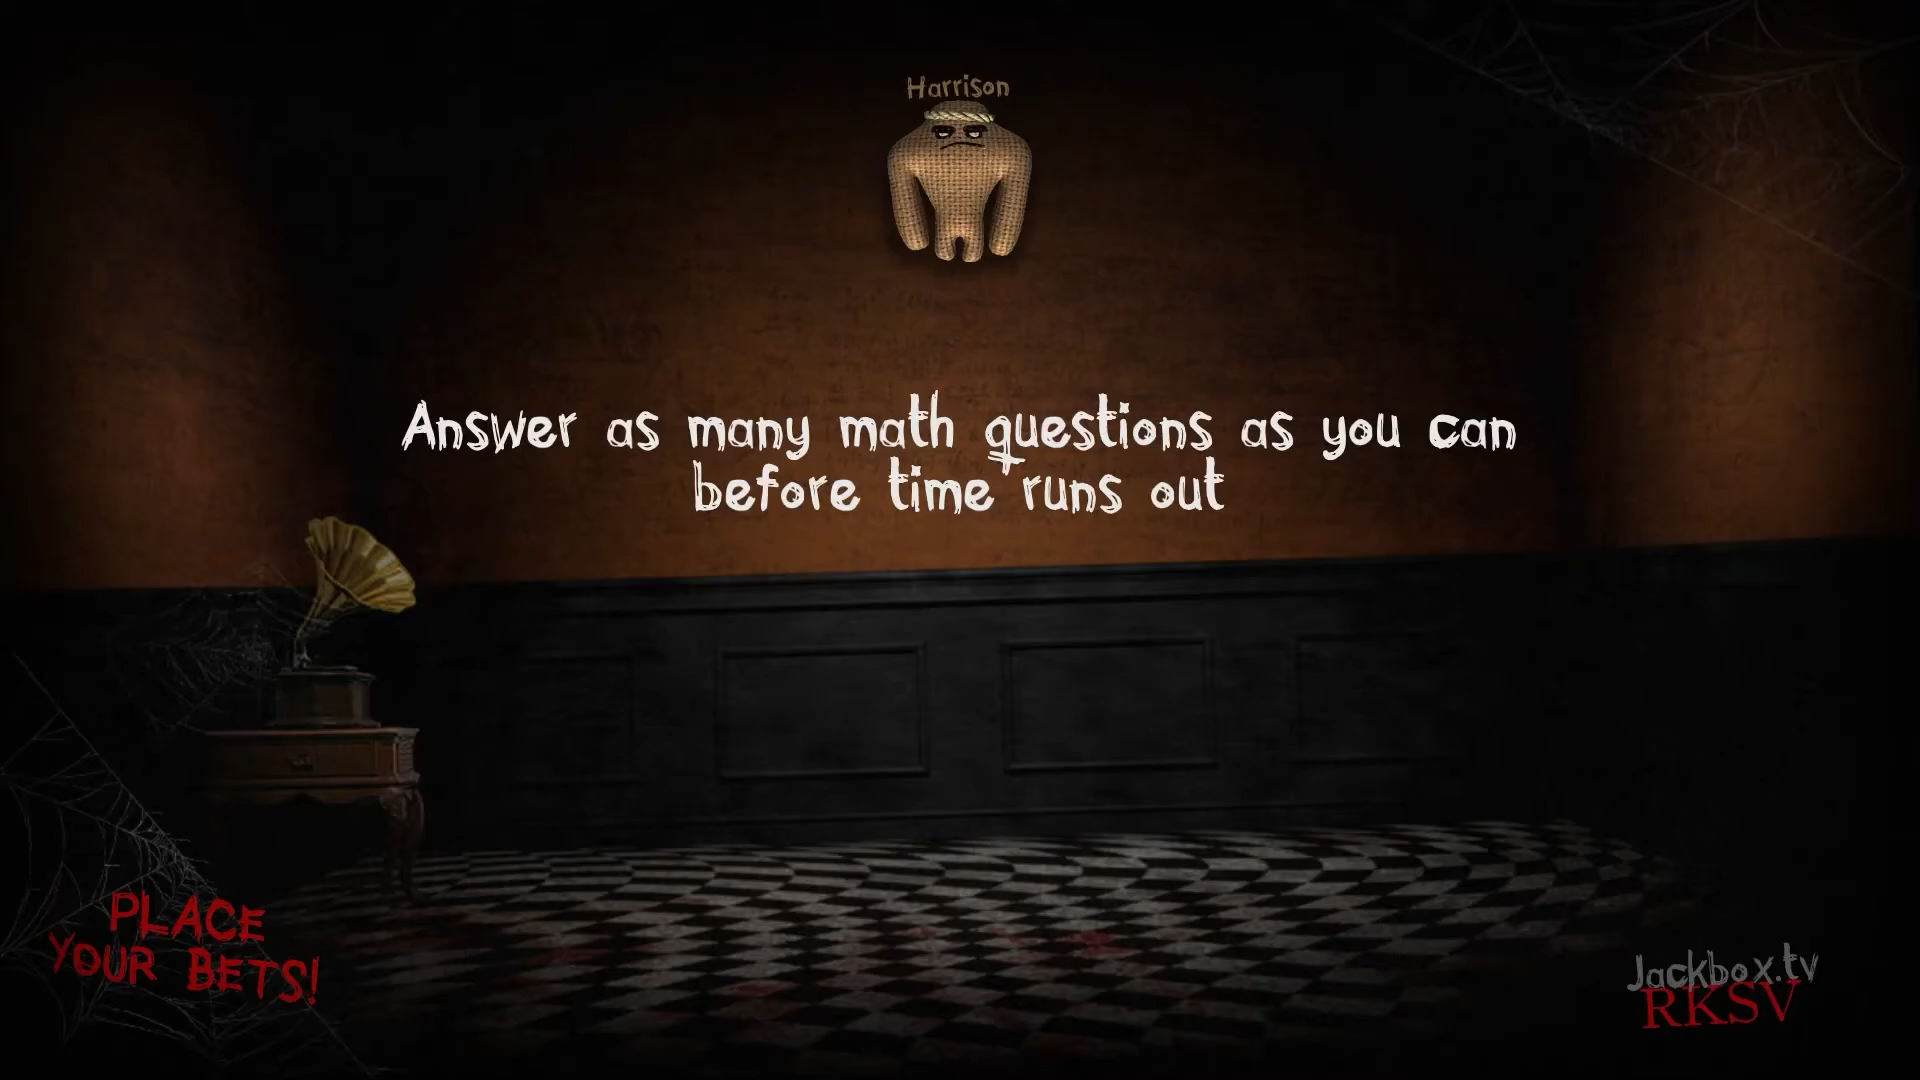 Harrison
Answer as many math questions as you can
before time runs out
PLACE
YOUR BETS!
Jackbox.tv
RKSV